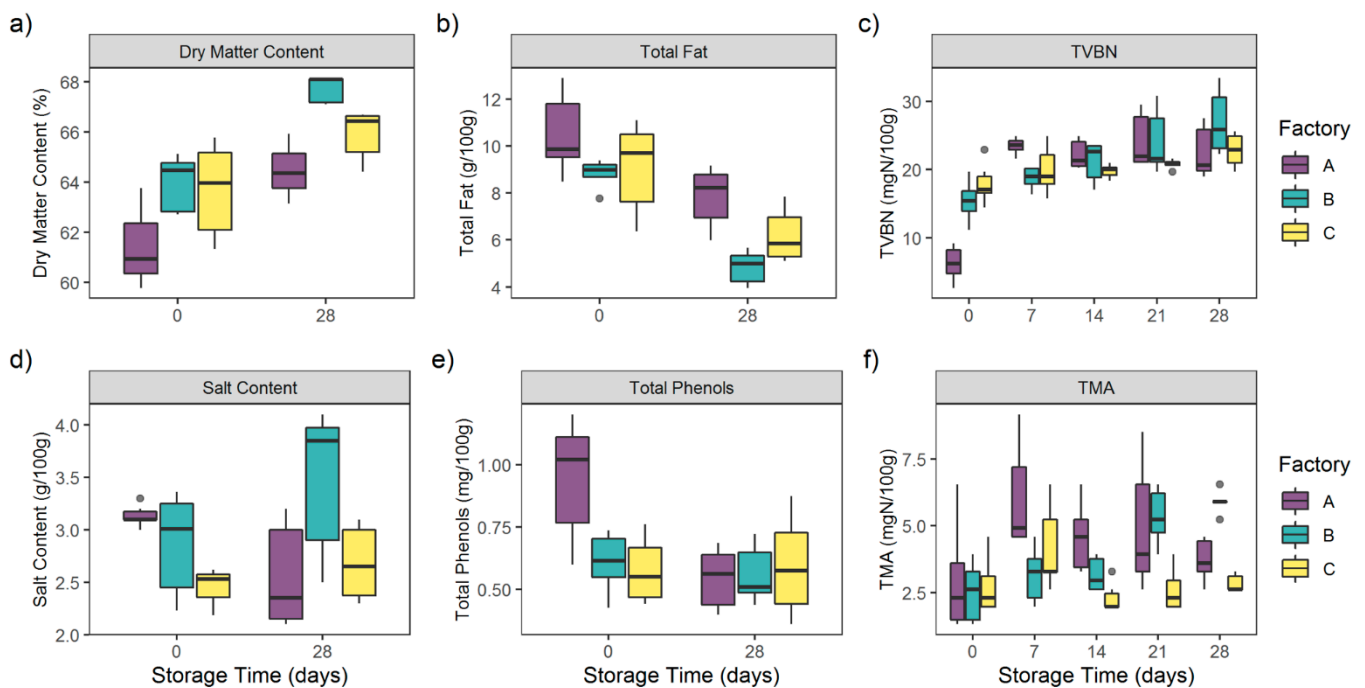 a)
Dry Matter Content
Dry Matter Content (%)
68
66
64
62
60
0
28
b)
Total Fat
Total Fat (g/100g)
12
10
8
6
4
0
28
c)
TVBN
TVBN (mgN/100g)
30
20
10
0
7
14
21
28
Factory
A
B
C
d)
Salt Content
Salt Content (g/100g)
4.0
3.5
3.0
2.5
2.0
0
28
Storage Time (days)
e)
Total Phenols
Total Phenols (mg/100g)
1.00
0.75
0.50
0
28
Storage Time (days)
f)
TMA
TMA (mgN/100g)
7.5
5.0
2.5
0
7
14
21
28
Storage Time (days)
Factory
A
B
C